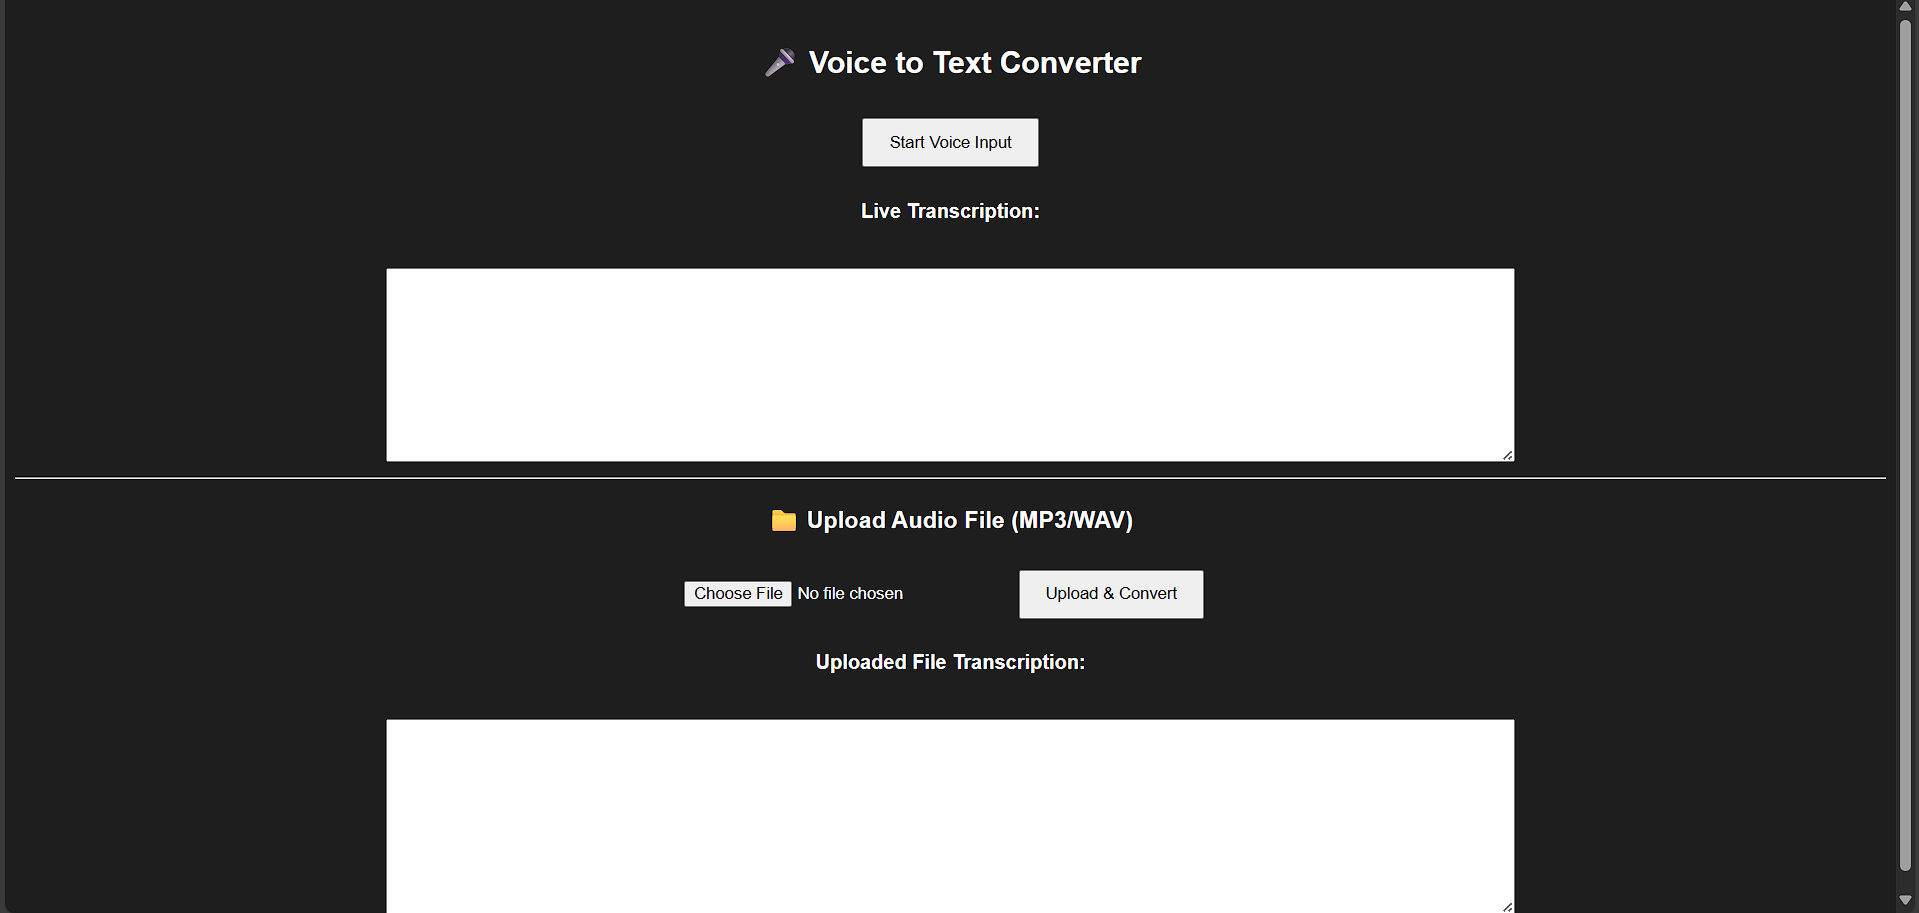 Voice to Text Converter
Start Voice Input
Live Transcription:
Upload Audio File (MP3/WAV)
Choose File No file chosen
Upload & Convert
Uploaded File Transcription: